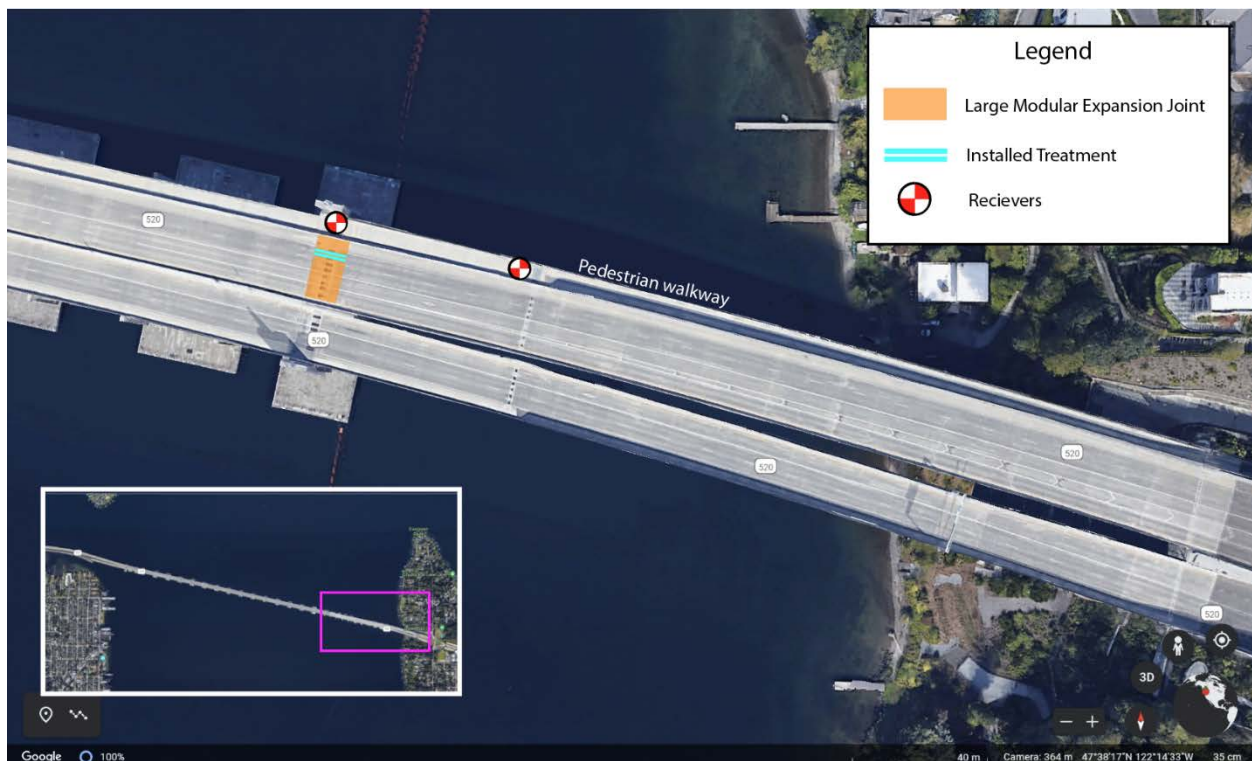 Legend
Large Modular Expansion Joint
Installed Treatment
Recievers
520
Pedestrian walkway
520
520
520
520
3D
Google 100% 40 m Camera: 364 m 47°38'17"N 122°14'33"W 35 cm